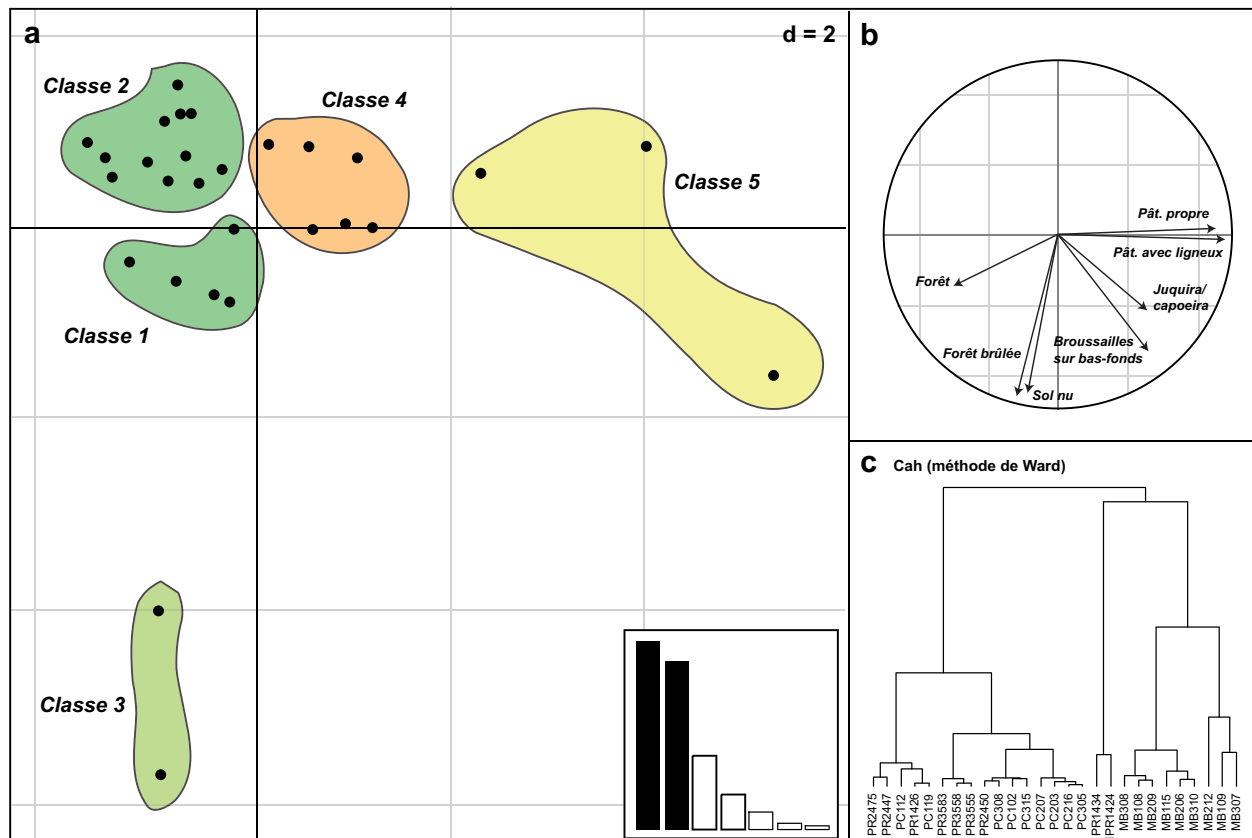 a
d = 2
Classe 2
Classe 4
Classe 5
Classe 1
Classe 3
b
Pât. propre
Pât. avec ligneux
Forêt
Juquira/
capoeira
Broussailles
sur bas-fonds
Forêt brûlée
Sol nu
c
Cah (méthode de Ward)
PR2475
PR2447
PC112
PR1426
PC119
PR3583
PR3558
PR3555
PR2450
PC308
PC102
PC315
PC207
PC203
PC216
PC305
PR1434
PR1424
MB308
MB108
MB209
MB115
MB206
MB310
MB212
MB109
MB307